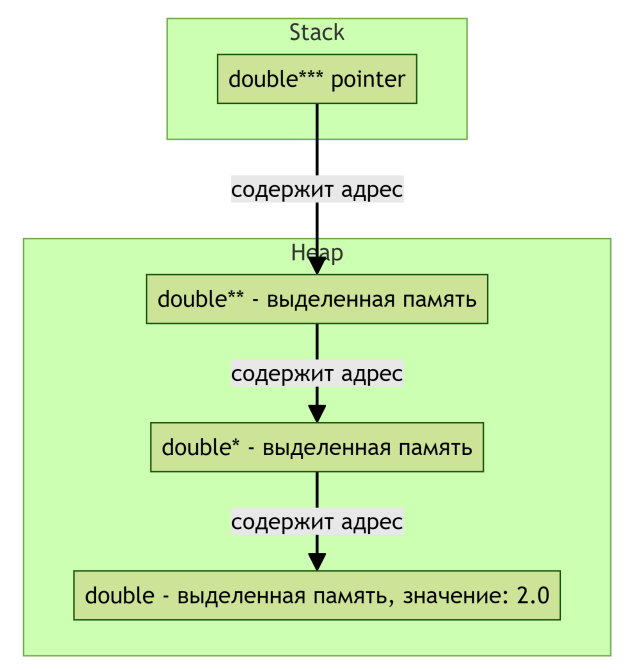 Stack
double*** pointer
содержит адрес
Heap
double** - выделенная память
содержит адрес
double* - выделенная память
содержит адрес
double - выделенная память, значение: 2.0